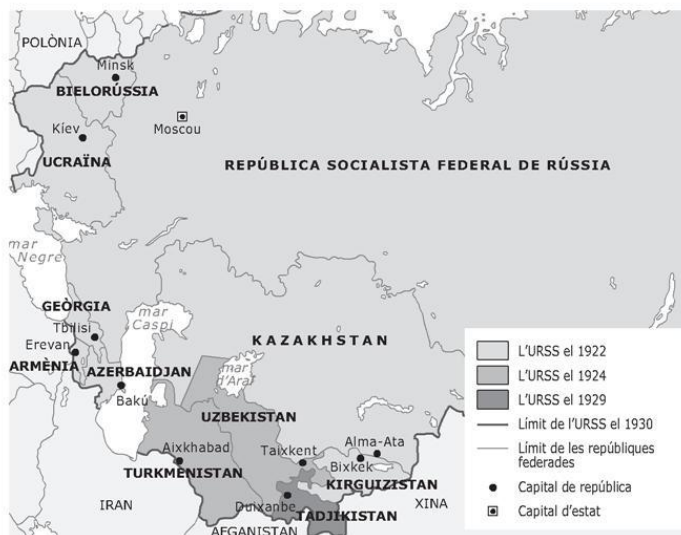 POLÒNIA
Minsk
BIELORÚSSIA
Moscou
Kíev
UCRAÏNA
REPÚBLICA SOCIALISTA FEDERAL DE RÚSSIA
mar
Negre
GEÒRGIA
Tbilisi
Erevan
ARMÈNIA
mar
Caspi
AZERBAIDJAN
Bakú
KAZAKHSTAN
mar
d'Aral
UZBEKISTAN
Aixkhabad
TURKMENISTAN
Taixkent
Alma-Ata
Bixkek
KIRGUIZISTAN
Duixanbe
TADJIKISTAN
IRAN
AFGANISTAN
XINA
L'URSS el 1922
L'URSS el 1924
L'URSS el 1929
Límit de l'URSS el 1930
Límit de les repúbliques
federades
Capital de república
Capital d'estat